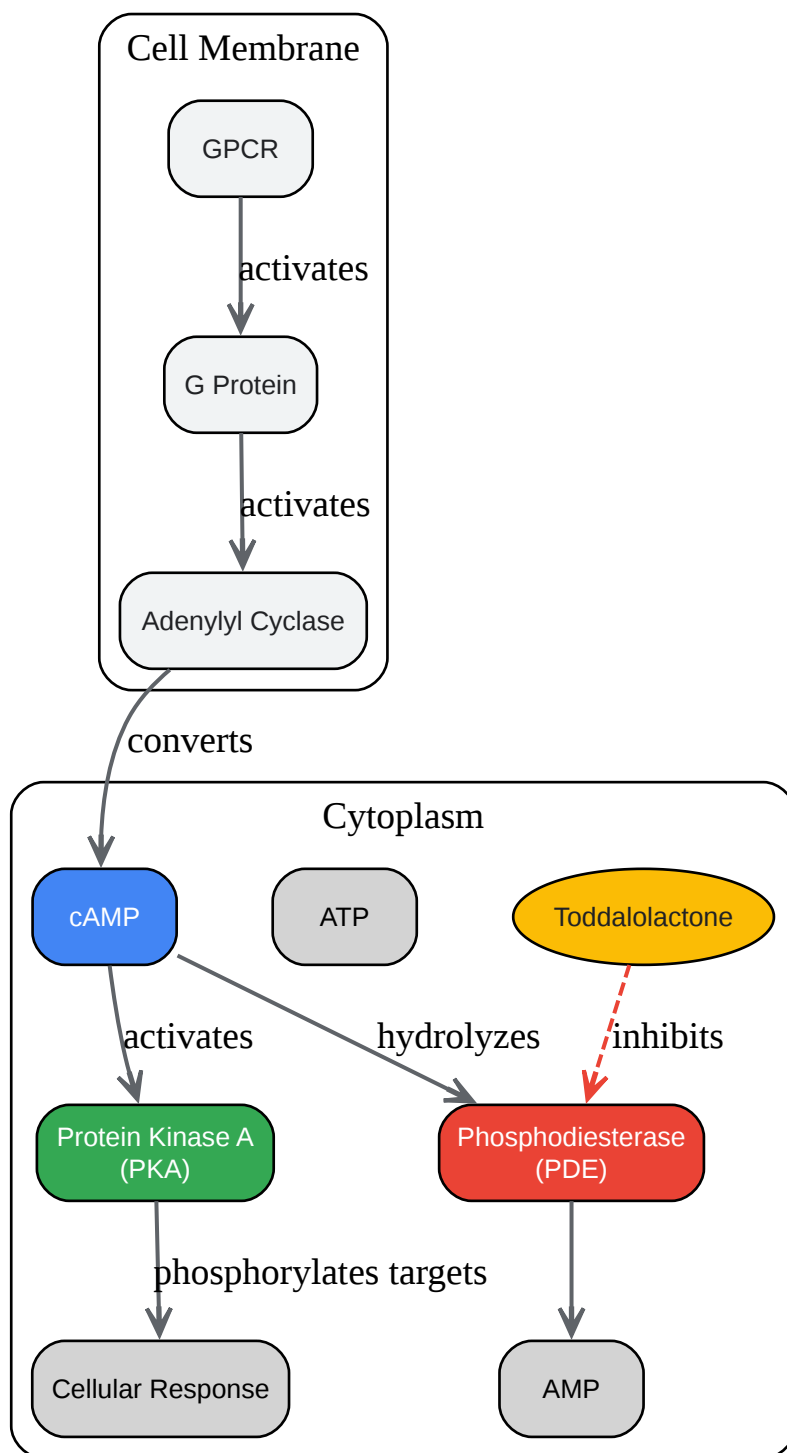 Cell Membrane
GPCR
activates
G Protein
activates
Adenylyl Cyclase
converts
Cytoplasm
cAMP
ATP
Toddalolactone
activates
hydrolyzes
inhibits
Protein Kinase A
(PKA)
Phosphodiesterase
(PDE)
phosphorylates targets
Cellular Response
AMP